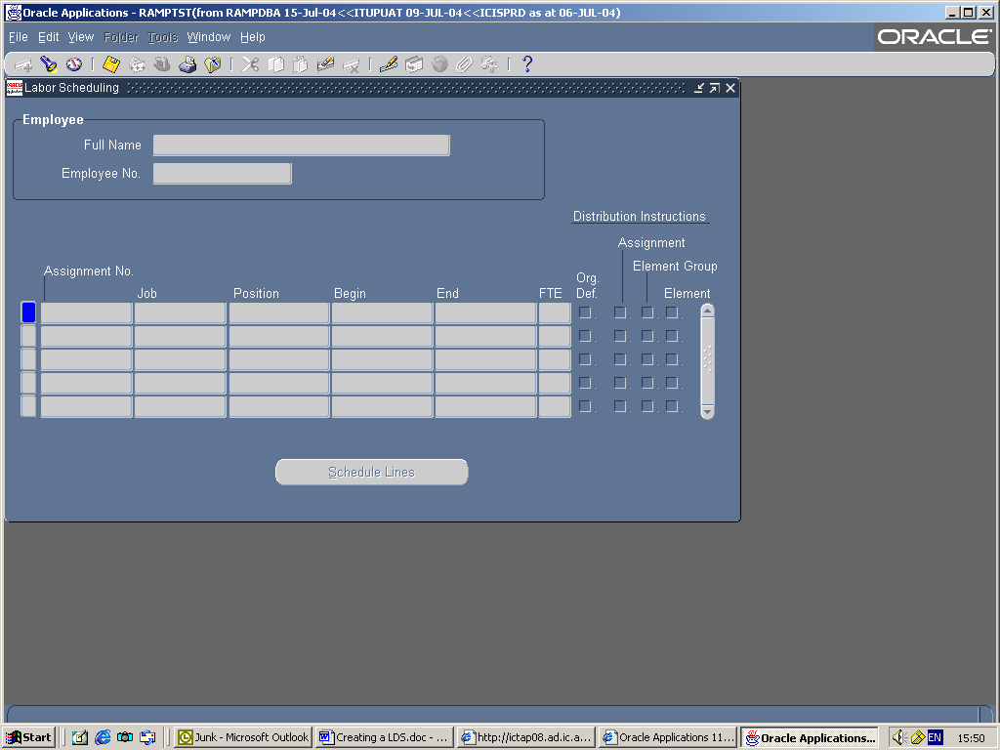 Oracle Applications - RAMPTST(from RAMPDBA 15-Jul-04<<ITUPUAT 09-JUL-04<<ICISPRD as at 06-JUL-04)
File Edit View Folder Tools Window Help
ORACLE
Labor Scheduling
Employee
Full Name
Employee No.
Distribution Instructions
Assignment
Element Group
Assignment No.
Org.
Job Position Begin End FTE Def. Element
Schedule Lines
Start Junk - Microsoft Outlook Creating a LDS.doc - ... http://ictap08.ad.ic.a... Oracle Applications 11... Oracle Applications... EN 15:50